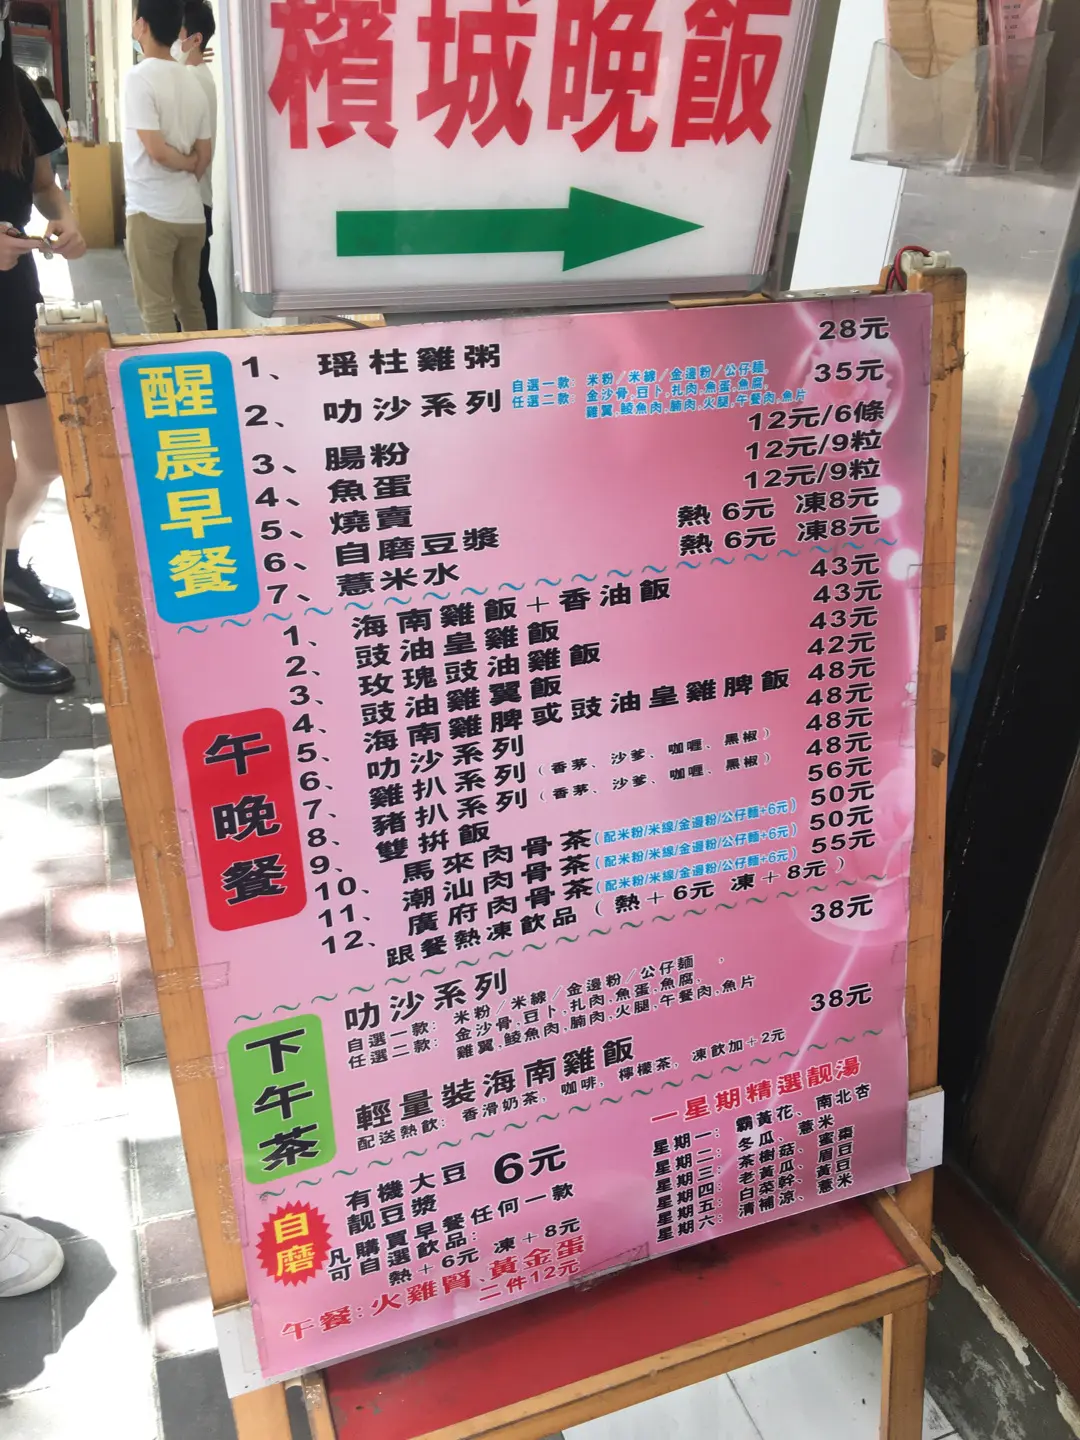 檳城晚飯
醒晨早餐
1、 瑶柱雞粥 28元
2、 叻沙系列 自選一款: 米粉/米線/金邊粉/公仔麵, 35元
任選二款: 金沙骨,豆卜,扎肉,魚蛋,魚腐,
雞翼,鯪魚肉,腩肉,火腿,午餐肉,魚片
3、 腸粉 12元/6條
4、 魚蛋 12元/9粒
5、 燒賣 12元/9粒
6、 自磨豆漿 熱 6元 凍8元
7、 薏米水 熱 6元 凍8元
午晚餐
1、 海南雞飯+香油飯 43元
2、 豉油皇雞飯 43元
3、 玫瑰豉油雞飯 43元
4、 豉油雞翼飯 42元
5、 海南雞脾或豉油皇雞脾飯 48元
6、 叻沙系列 48元
7、 雞扒系列 (香茅、沙爹、咖喱、黑椒) 48元
8、 豬扒系列 (香茅、沙爹、咖喱、黑椒) 48元
9、 雙拼飯 56元
10、 馬來肉骨茶 (配米粉/米線/金邊粉/公仔麵+6元) 50元
11、 潮汕肉骨茶 (配米粉/米線/金邊粉/公仔麵+6元) 50元
12、 廣府肉骨茶 (配米粉/米線/金邊粉/公仔麵+6元) 55元
跟餐熱凍飲品 (熱+6元 凍+8元)
下午茶
叻沙系列 38元
自選一款: 米粉/米線/金邊粉/公仔麵,
任選二款: 金沙骨,豆卜,扎肉,魚蛋,魚腐,
雞翼,鯪魚肉,腩肉,火腿,午餐肉,魚片
輕量裝海南雞飯 38元
配送熱飲: 香滑奶茶、咖啡、檸檬茶、凍飲加+2元
自磨
有機大豆 6元
靚豆漿
凡購買早餐任何一款
可自選飲品:
熱+6元 凍+8元
午餐:火雞腎、黃金蛋
二件12元
一星期精選靚湯
星期一: 霸黃花、南北杏
星期二: 冬瓜、薏米
星期三: 茶樹菇、蜜棗
星期四: 老黃瓜、眉豆
星期五: 白菜幹、黃豆
星期六: 清補涼、薏米